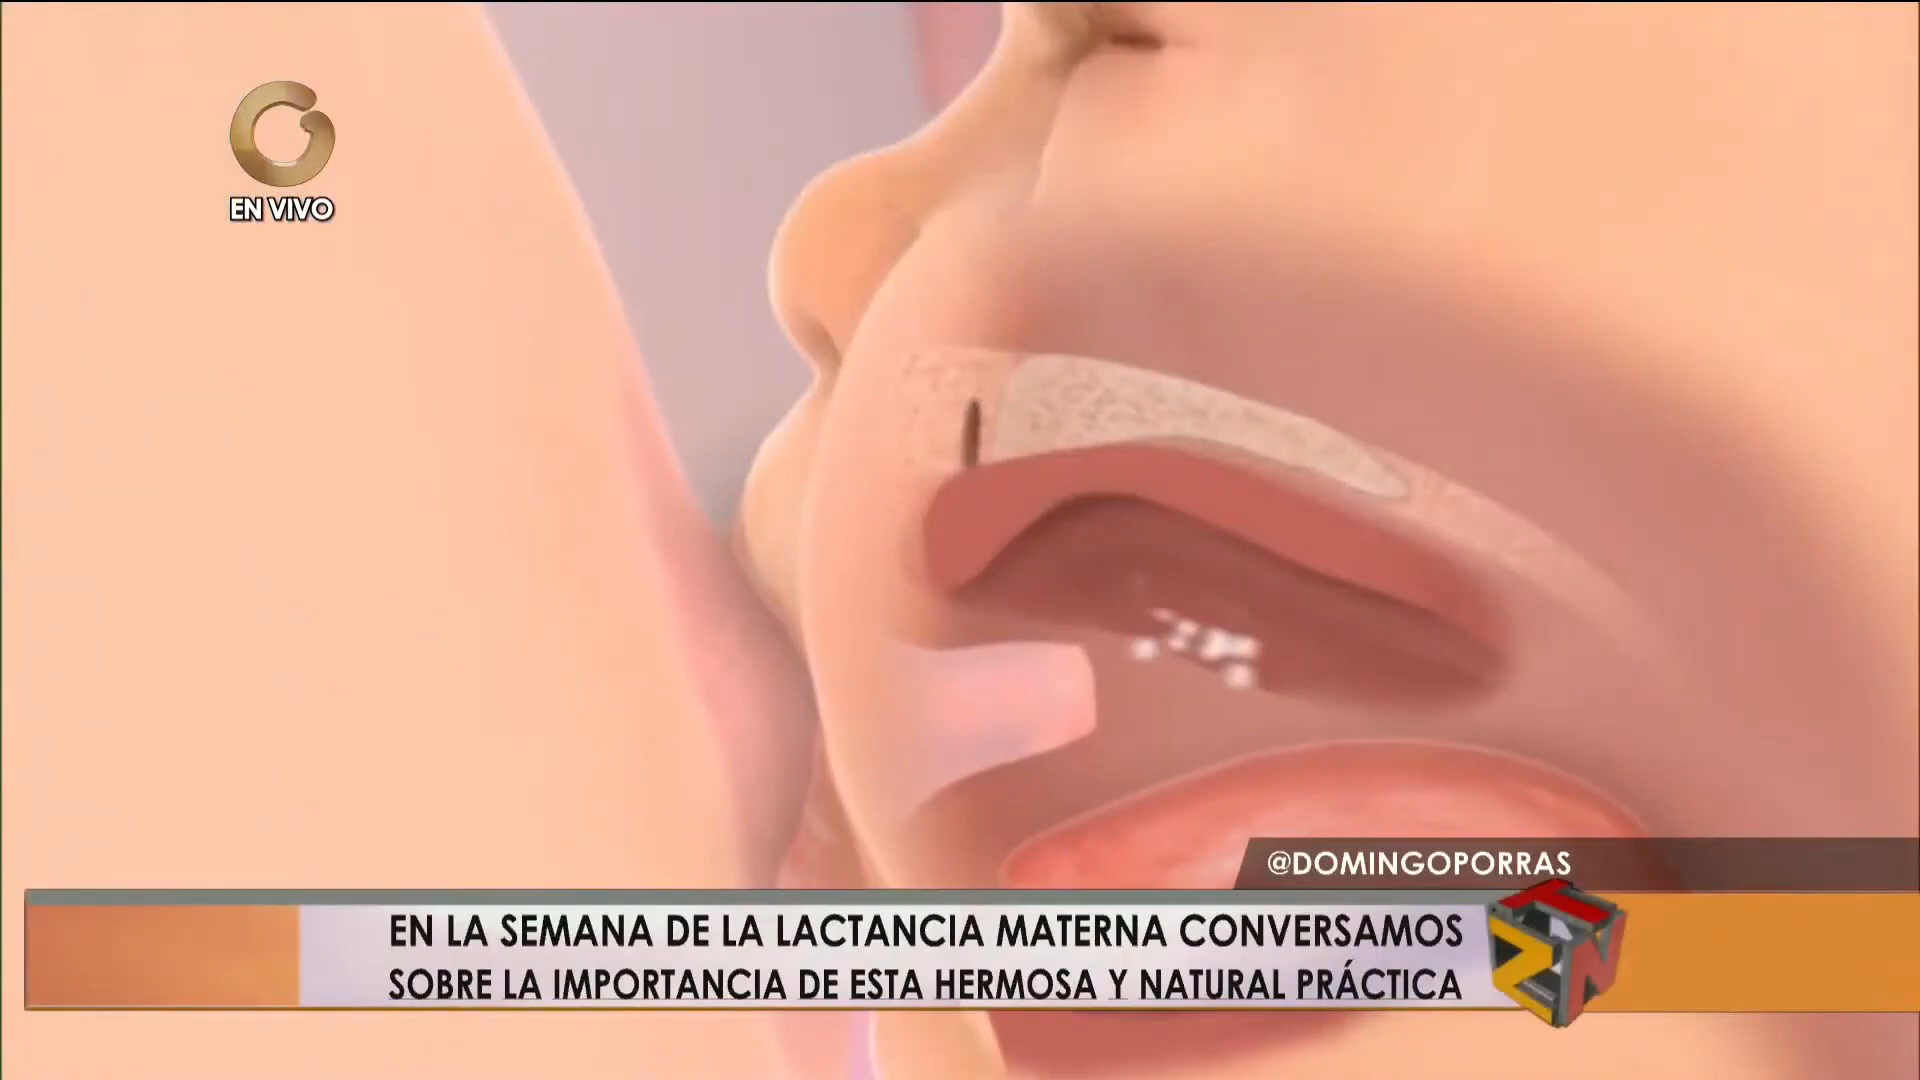 EN VIVO
@DOMINGOPORRAS
EN LA SEMANA DE LA LACTANCIA MATERNA CONVERSAMOS
SOBRE LA IMPORTANCIA DE ESTA HERMOSA Y NATURAL PRÁCTICA
ZN